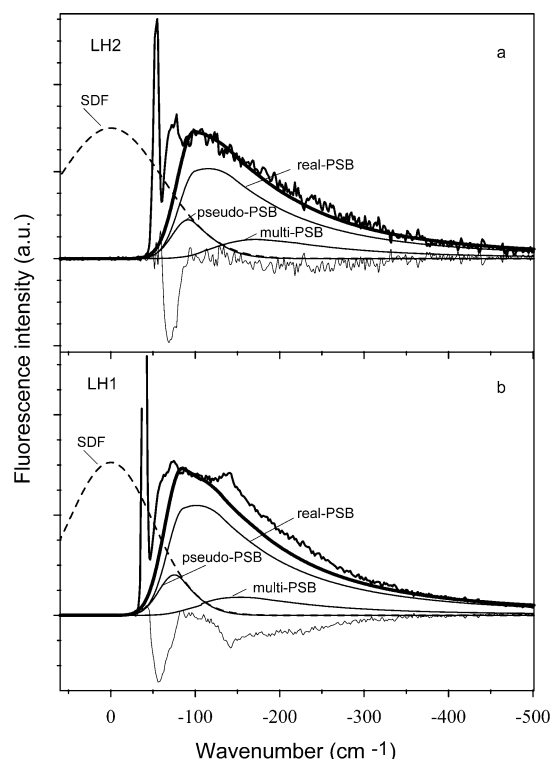 LH2
a
SDF
real-PSB
pseudo-PSB
multi-PSB
Fluorescence intensity (a.u.)
LH1
b
SDF
real-PSB
pseudo-PSB
multi-PSB
0 -100 -200 -300 -400 -500
Wavenumber (cm -1)